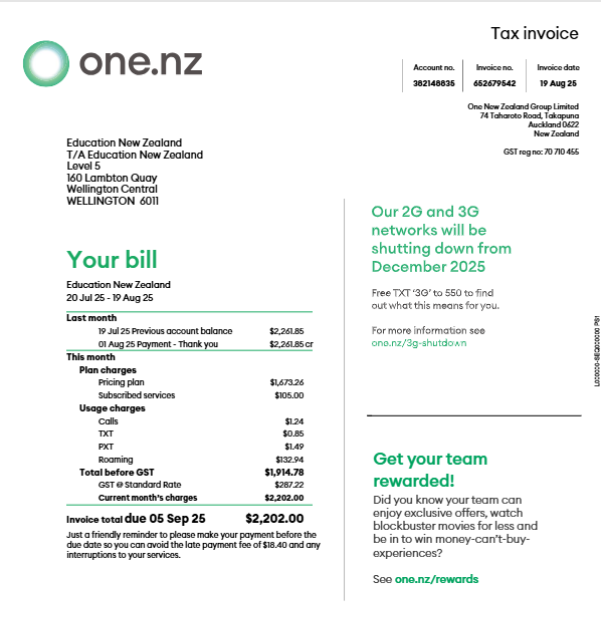 Tax invoice
one.nz
Account no. Invoice no. Invoice date
382148835 652679542 19 Aug 25
One New Zealand Group Limited
74 Taharoto Road, Takapuna
Auckland 0622
New Zealand
GST reg no: 70 710 455
Education New Zealand
T/A Education New Zealand
Level 5
160 Lambton Quay
Wellington Central
WELLINGTON 6011
Your bill
Education New Zealand
20 Jul 25 - 19 Aug 25
Last month
19 Jul 25 Previous account balance $2,261.85
01 Aug 25 Payment - Thank you $2,261.85 cr
This month
Plan charges
Pricing plan $1,673.26
Subscribed services $105.00
Usage charges
Calls $1.24
TXT $0.85
PXT $1.49
Roaming $132.94
Total before GST $1,914.78
GST @ Standard Rate $287.22
Current month's charges $2,202.00
Invoice total due 05 Sep 25 $2,202.00
Just a friendly reminder to please make your payment before the
due date so you can avoid the late payment fee of $18.40 and any
interruptions to your services.
Our 2G and 3G
networks will be
shutting down from
December 2025
Free TXT '3G' to 550 to find
out what this means for you.
For more information see
one.nz/3g-shutdown
Get your team
rewarded!
Did you know your team can
enjoy exclusive offers, watch
blockbuster movies for less and
be in to win money-can't-buy-
experiences?
See one.nz/rewards